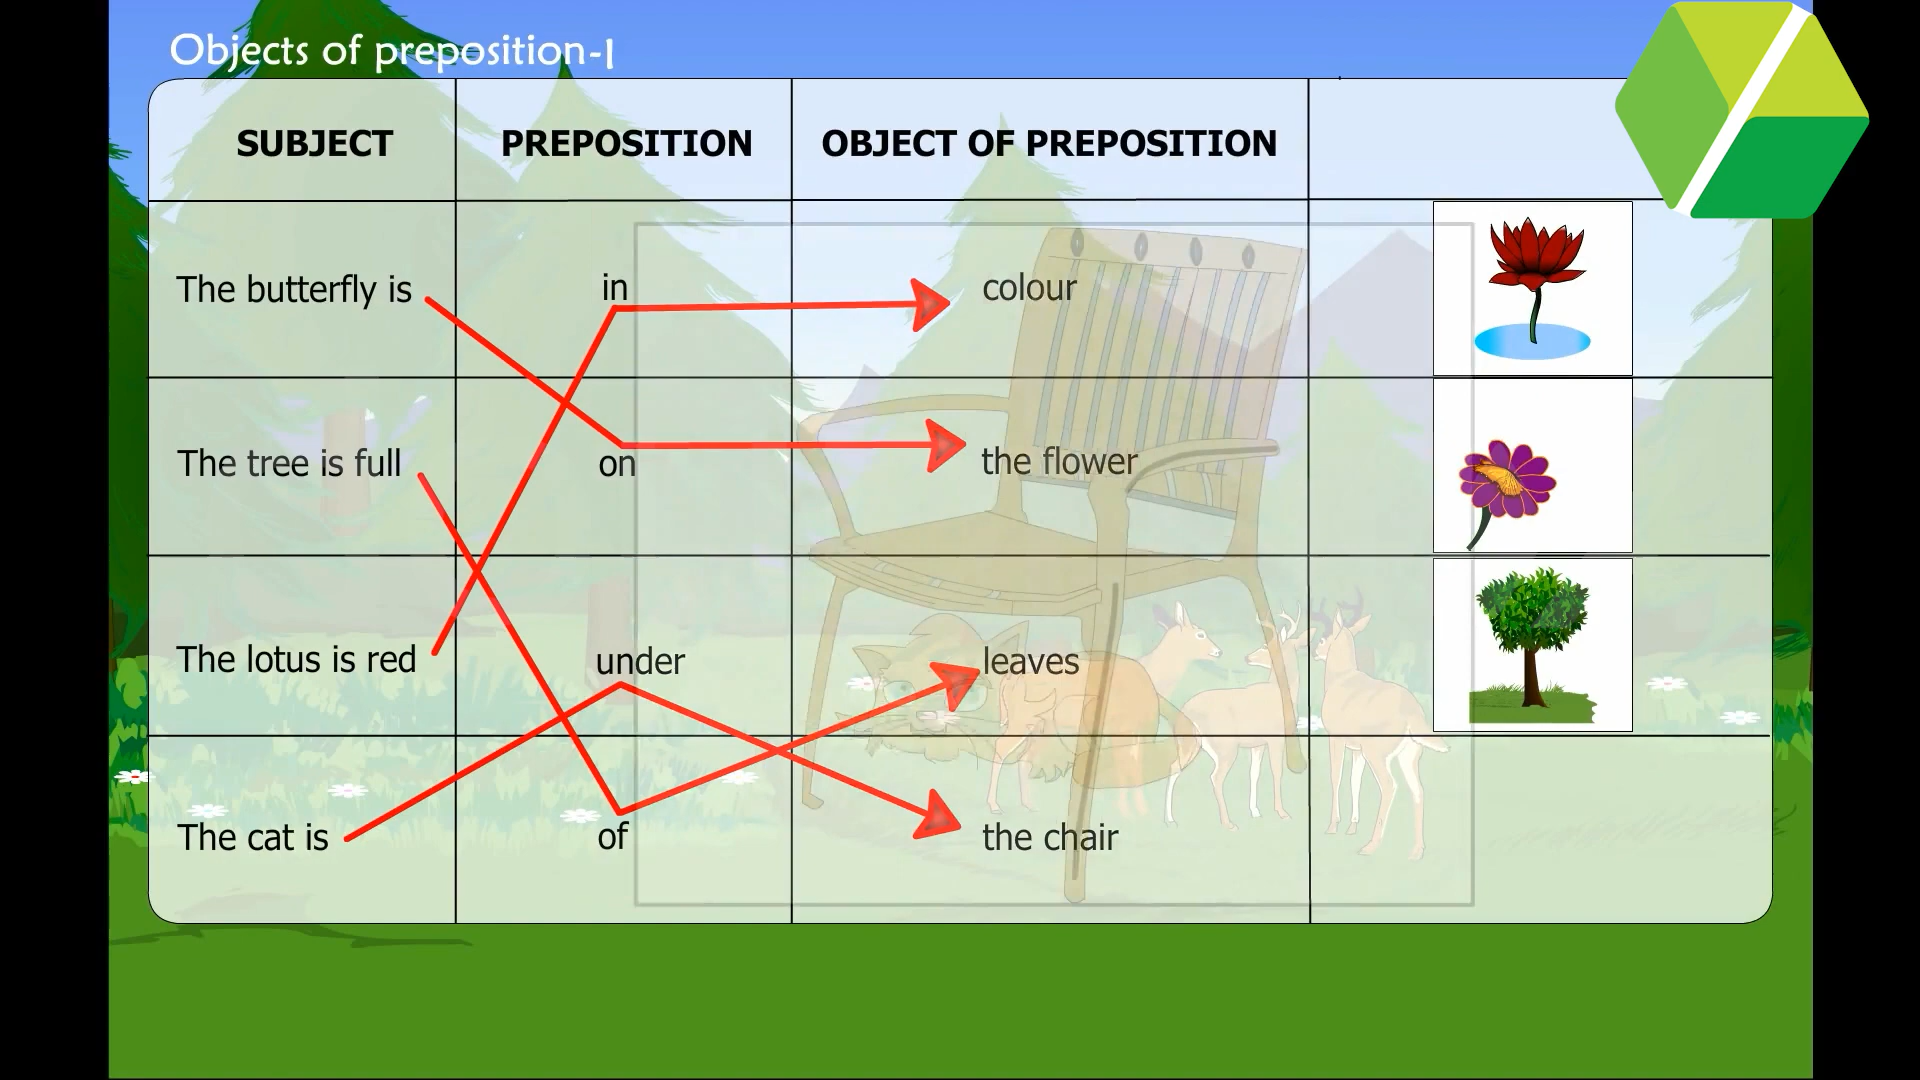 Objects of preposition-1
SUBJECT PREPOSITION OBJECT OF PREPOSITION
The butterfly is in colour
The tree is full on the flower
The lotus is red under leaves
The cat is of the chair